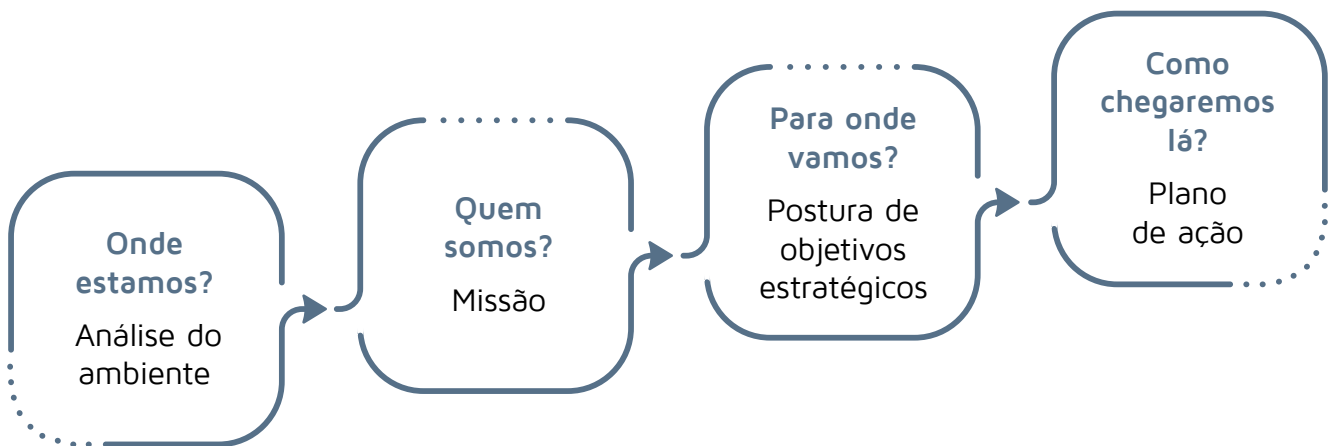 Onde
estamos?
Análise do
ambiente
Quem
somos?
Missão
Para onde
vamos?
Postura de
objetivos
estratégicos
Como
chegaremos
lá?
Plano
de ação